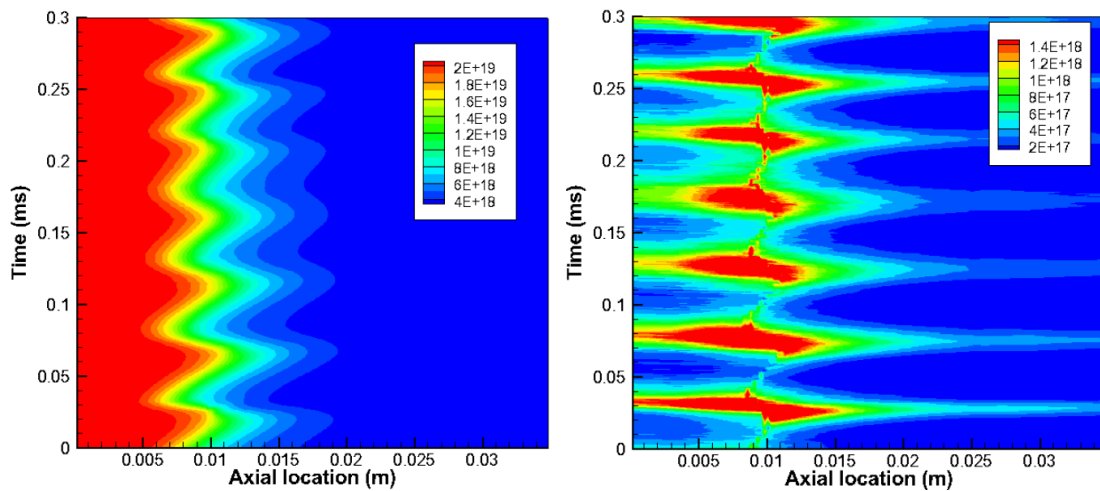 0.3
0.25
0.2
0.15
0.1
0.05
0
Time (ms)
2E+19
1.8E+19
1.6E+19
1.4E+19
1.2E+19
1E+19
8E+18
6E+18
4E+18
0.005 0.01 0.015 0.02 0.025 0.03
Axial location (m)
0.3
0.25
0.2
0.15
0.1
0.05
0
Time (ms)
1.4E+18
1.2E+18
1E+18
8E+17
6E+17
4E+17
2E+17
0.005 0.01 0.015 0.02 0.025 0.03
Axial location (m)